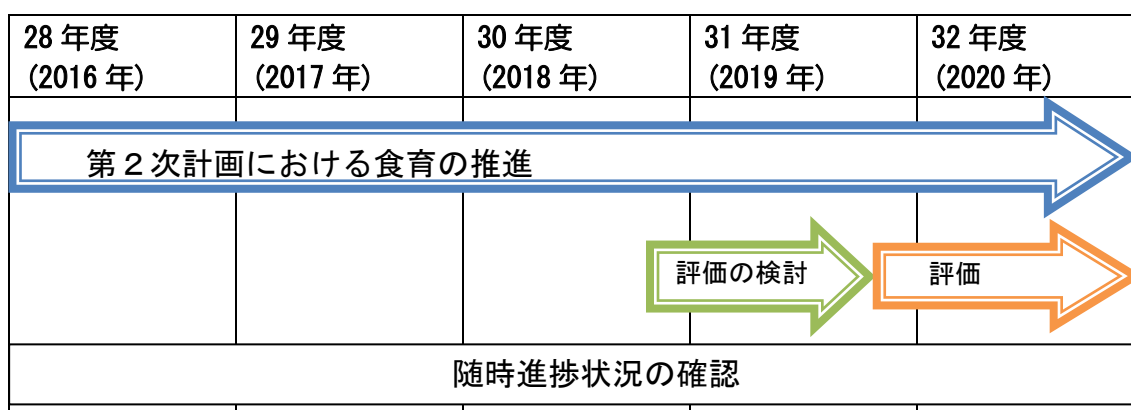 28 年度
(2016 年)
29 年度
(2017 年)
30 年度
(2018 年)
31 年度
(2019 年)
32 年度
(2020 年)
第２次計画における食育の推進
評価の検討
評価
随時進捗状況の確認